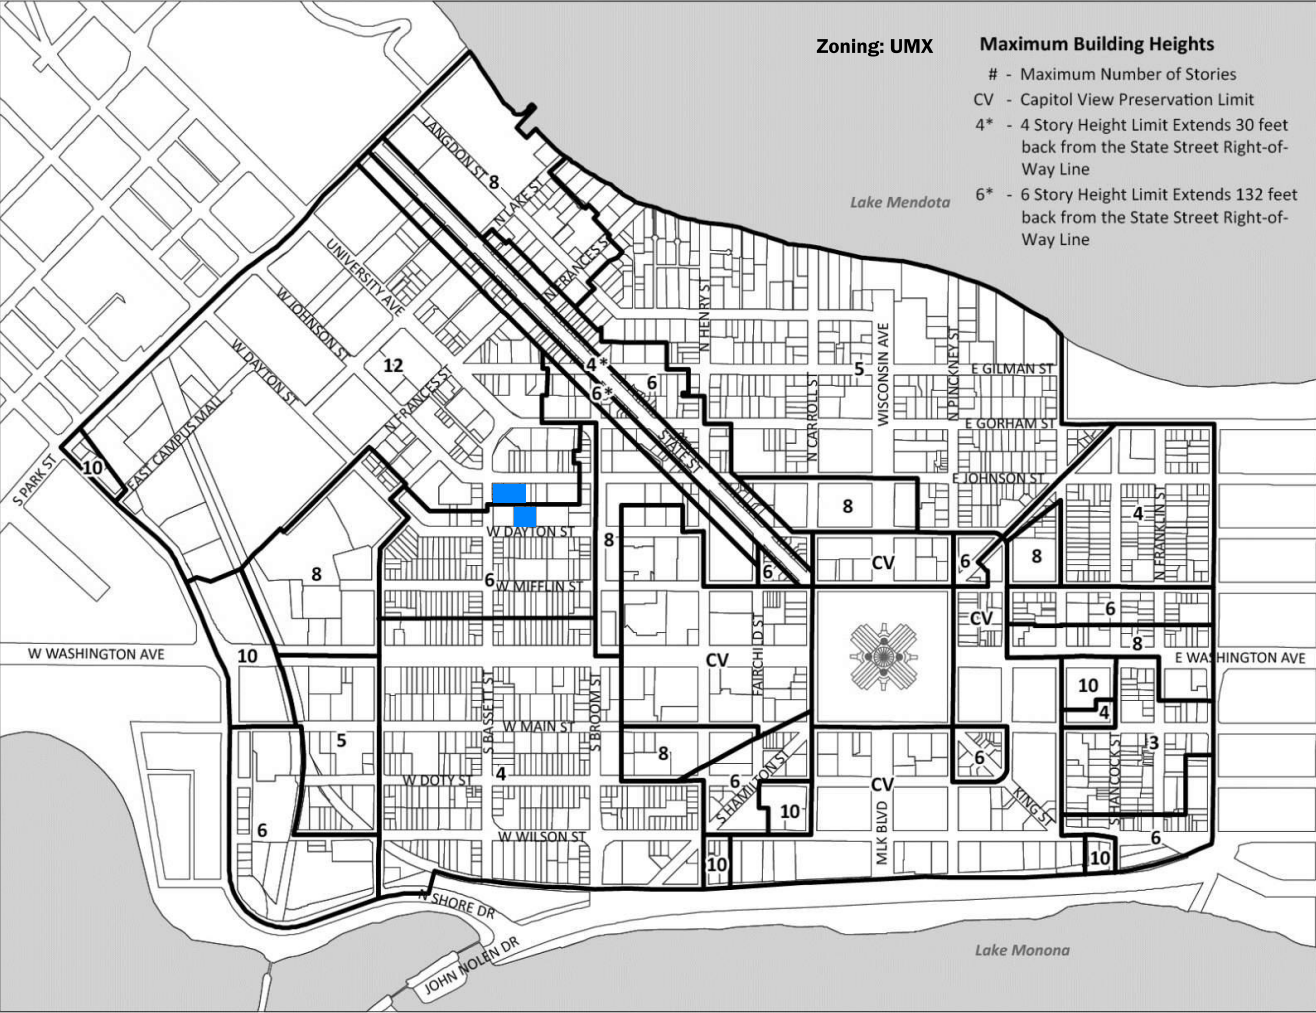 Zoning: UMX
Maximum Building Heights
# - Maximum Number of Stories
CV - Capitol View Preservation Limit
4* - 4 Story Height Limit Extends 30 feet
back from the State Street Right-of-
Way Line
6* - 6 Story Height Limit Extends 132 feet
back from the State Street Right-of-
Way Line
Lake Mendota
LANGDON ST
8
N LAKE ST
N FRANCES ST
UNIVERSITY AVE
W JOHNSON ST
W DAYTON ST
12
N FRANCES ST
4*
6*
6
N HENRY ST
5
WISCONSIN AVE
N PINCKNEY ST
N CARROLL ST
E GILMAN ST
E GORHAM ST
E JOHNSON ST
STATE ST
EAST CAMPUS MALL
S PARK ST
10
8
4
N FRANKLIN ST
W DAYTON ST
8
8
CV
6
8
6
6
W MIFFLIN ST
8
6
CV
W WASHINGTON AVE
10
CV
FAIRCHILD ST
8
E WASHINGTON AVE
10
4
S BASSETT ST
S BROOM ST
W MAIN ST
5
8
6
3
4
W DOTY ST
6
S HAMILTON ST
CV
10
KING ST
S HANCOCK ST
MLK BLVD
6
W WILSON ST
6
10
10
N SHORE DR
JOHN NOLEN DR
Lake Monona